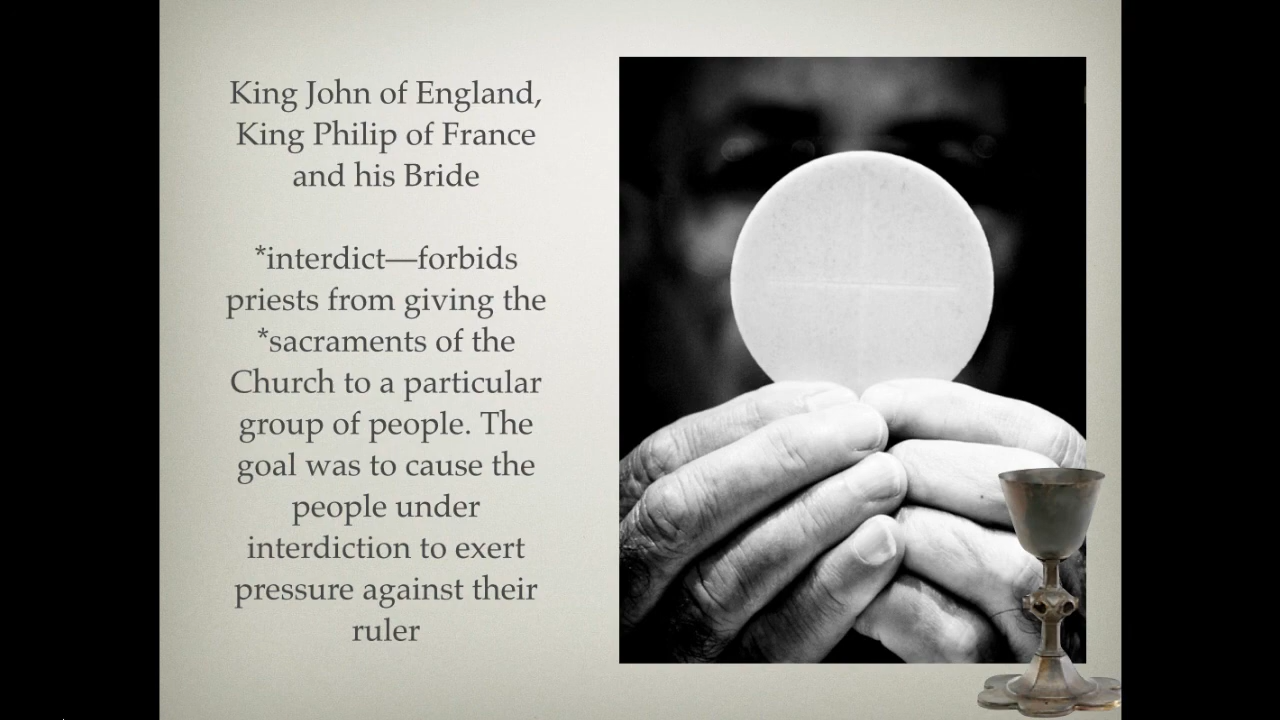 King John of England,
King Philip of France
and his Bride
*interdict—forbids
priests from giving the
*sacraments of the
Church to a particular
group of people. The
goal was to cause the
people under
interdiction to exert
pressure against their
ruler